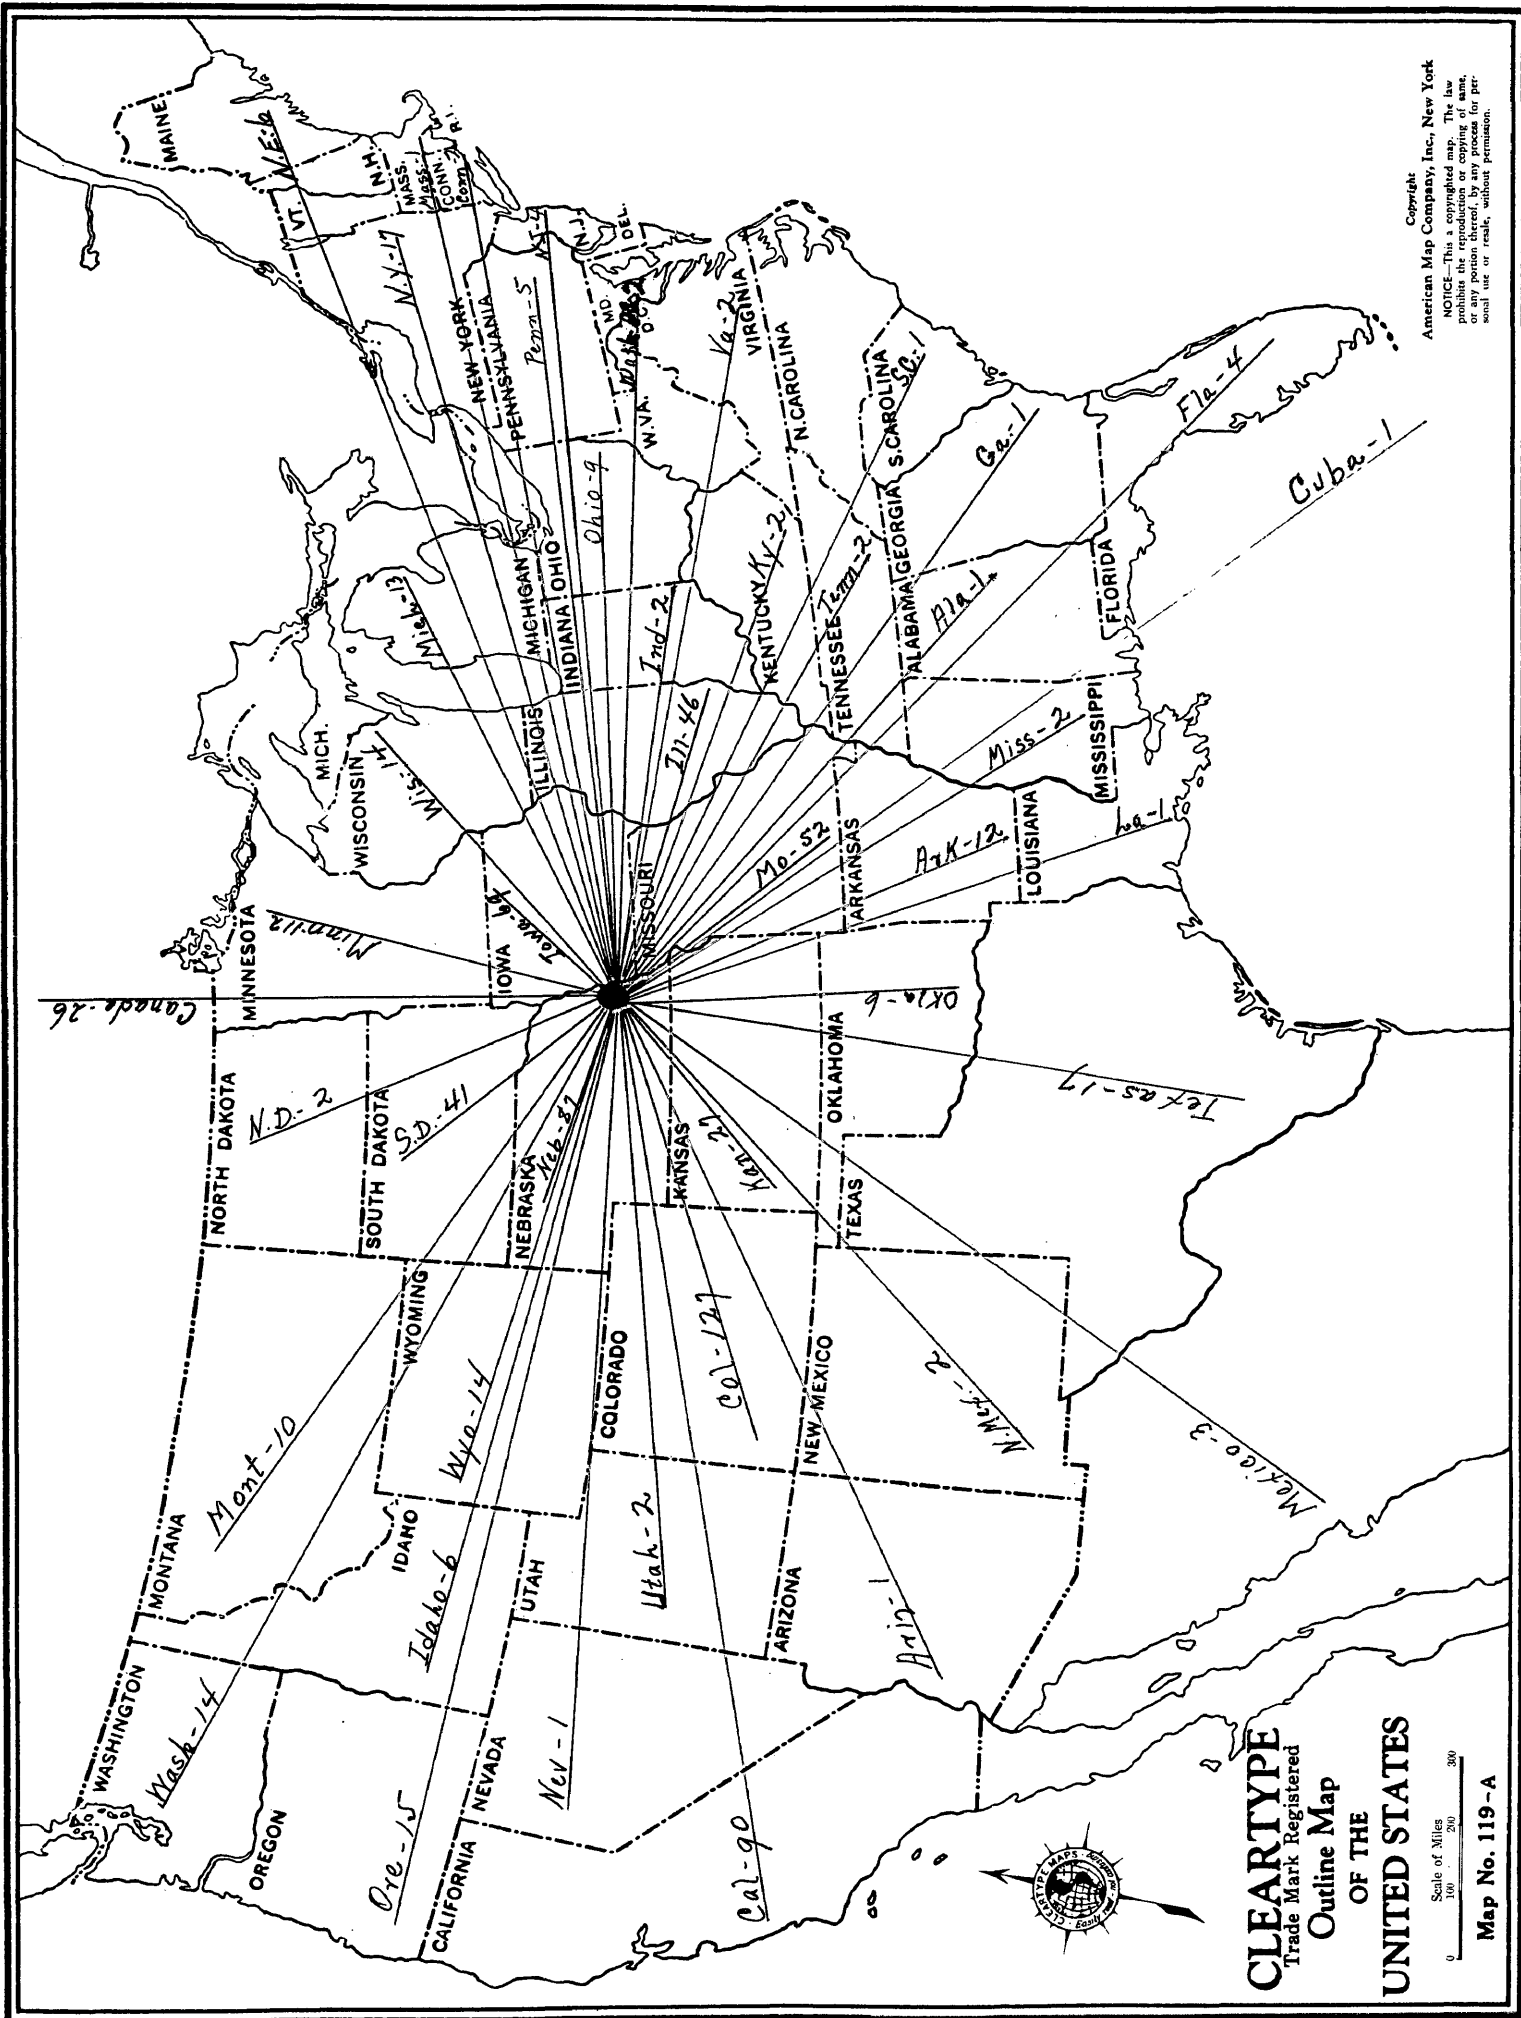 MAINE
VT.
N.H.
MASS.
Mass-1
CONN.
Conn-2
R.I.
N.E.-6
N.Y.-17
NEW YORK
PENNSYLVANIA
Penn-5
N.J.-4
N.J.
DEL.
MD.
D.C.
W.VA.
Va-2
VIRGINIA
N.CAROLINA
S.CAROLINA
S.C.-1
GEORGIA
Ga.-1
Fla-4
Cuba-1
FLORIDA
ALABAMA
Ala-1
TENNESSEE
Tenn-2
KENTUCKY
Ky-2
OHIO
Ohio-9
INDIANA
Ind-2
MICHIGAN
Mich-13
MICH.
WISCONSIN
Wis-14
ILLINOIS
Ill-46
MISSISSIPPI
Miss-2
LOUISIANA
La-1
ARKANSAS
Ark-12
MISSOURI
Mo-52
IOWA
MINNESOTA
Minn-112
Canada-26
NORTH DAKOTA
N.D.-2
SOUTH DAKOTA
S.D.-41
NEBRASKA
Neb-87
KANSAS
Kan-27
OKLAHOMA
Okla-6
TEXAS
Texas-17
Mexico-3
NEW MEXICO
N.Mex.-2
COLORADO
Col-127
WYOMING
Wyo-14
MONTANA
Mont-10
IDAHO
Idaho-6
UTAH
Utah-2
ARIZONA
Ariz-1
NEVADA
Nev-1
CALIFORNIA
Cal-90
OREGON
Ore-15
WASHINGTON
Wash-14
Copyright
American Map Company, Inc., New York
NOTICE—This a copyrighted map. The law
prohibits the reproduction or copying of same,
or any portion thereof, by any process for per-
sonal use or resale, without permission.
CLEARTYPE MAPS
CLEARTYPE
Trade Mark Registered
Outline Map
OF THE
UNITED STATES
Scale of Miles
0 100 200 300
Map No. 119-A